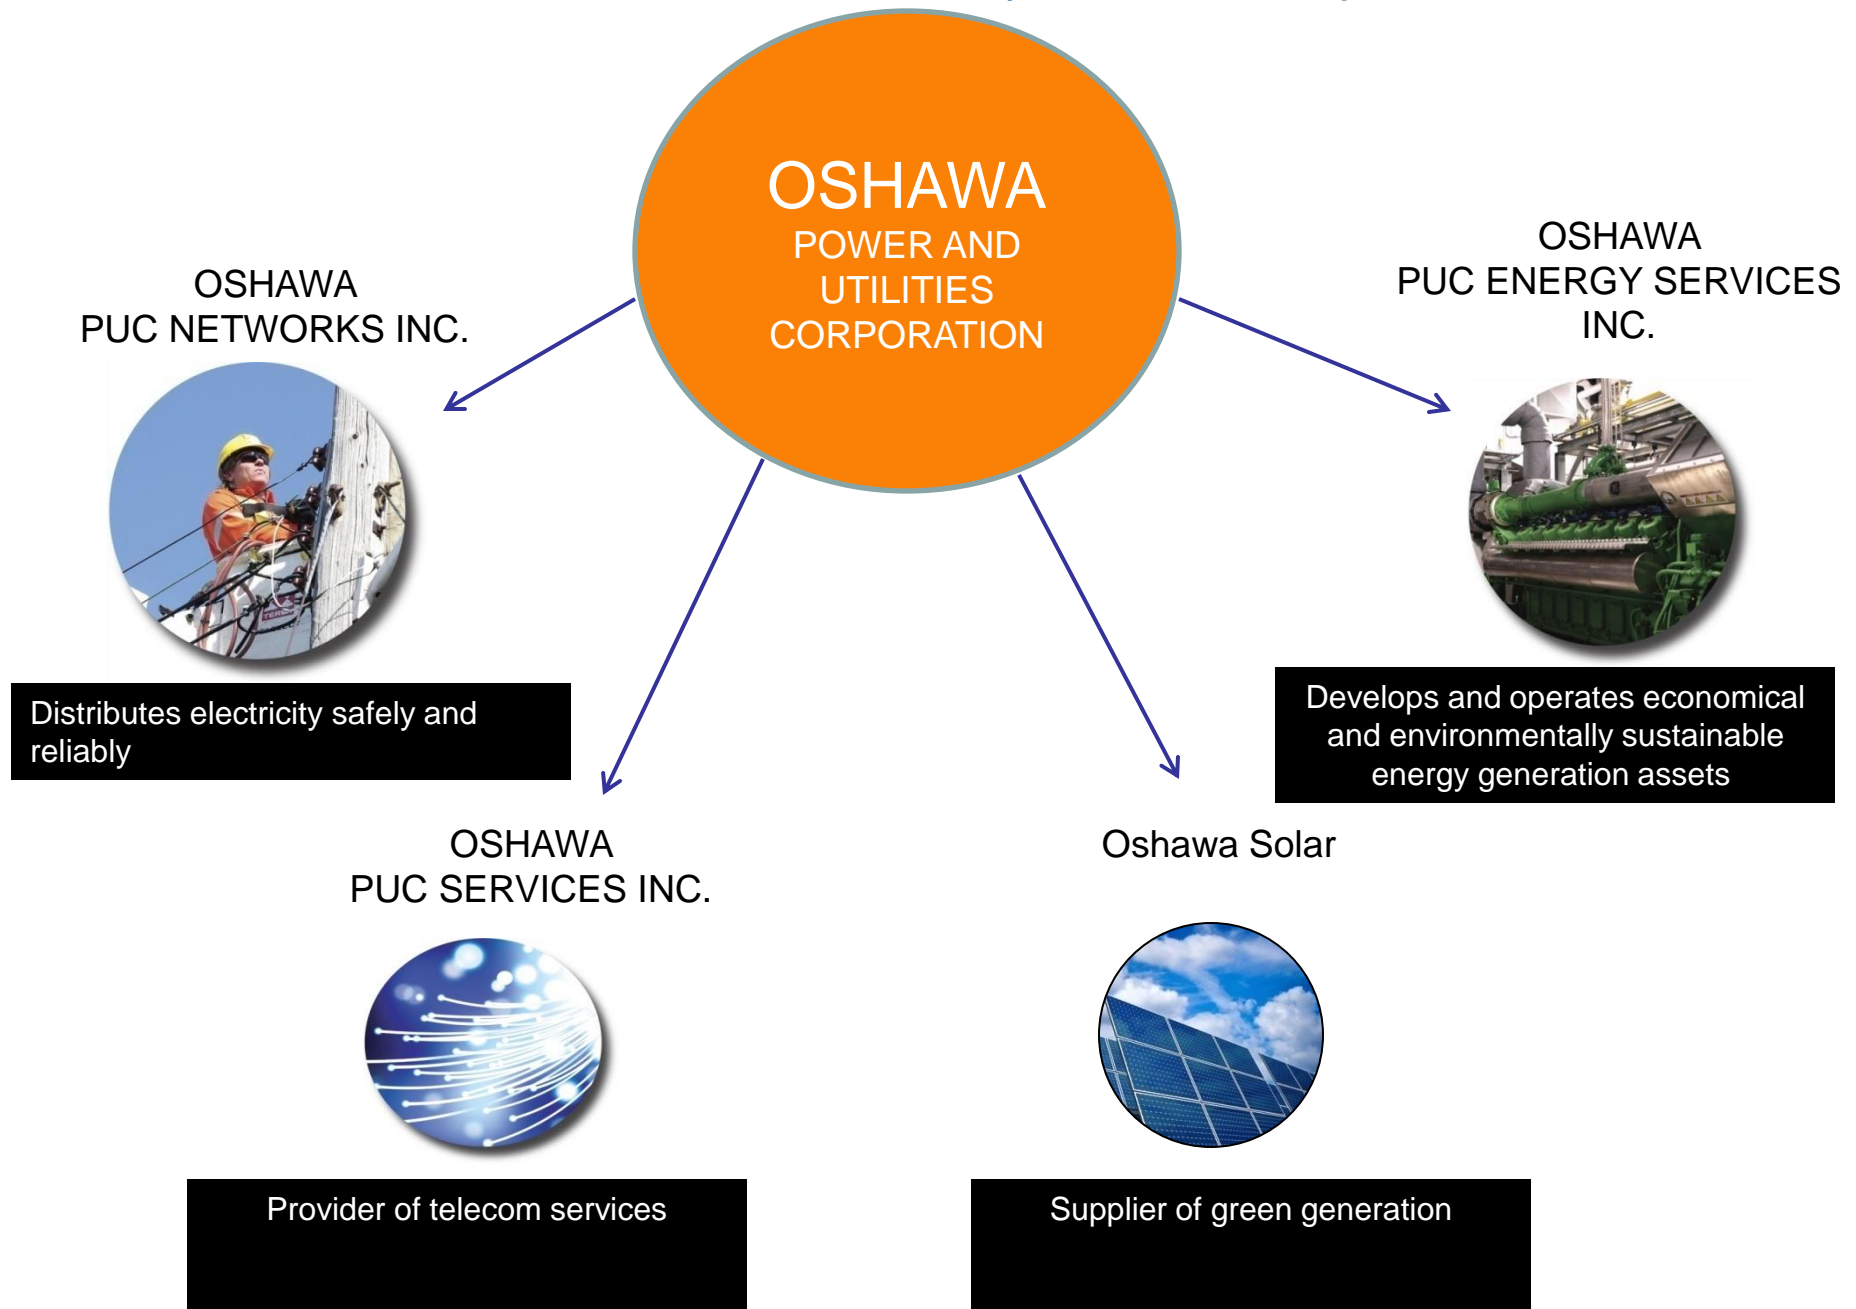 OSHAWA
POWER AND
UTILITIES
CORPORATION
OSHAWA
PUC NETWORKS INC.
Distributes electricity safely and
reliably
OSHAWA
PUC ENERGY SERVICES
INC.
Develops and operates economical
and environmentally sustainable
energy generation assets
OSHAWA
PUC SERVICES INC.
Provider of telecom services
Oshawa Solar
Supplier of green generation